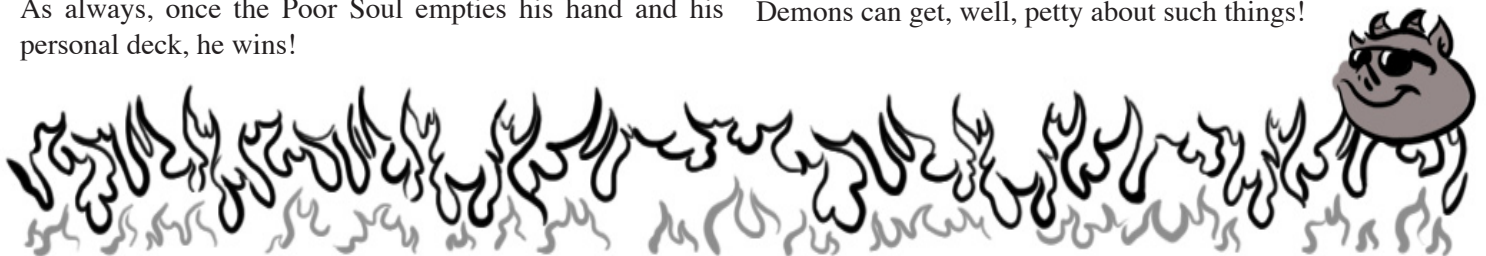 As always, once the Poor Soul empties his hand and his
personal deck, he wins!
Demons can get, well, petty about such things!